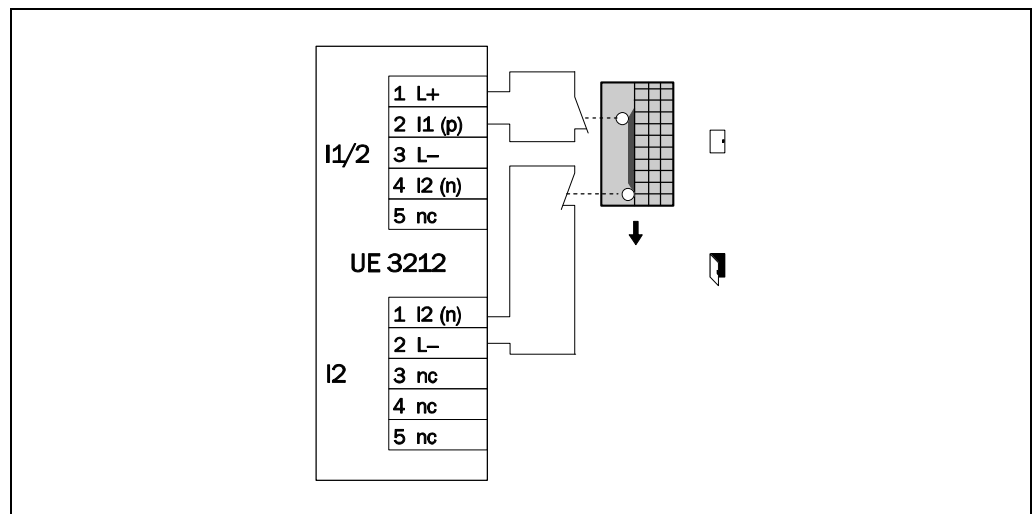 1 L+
2 I1 (p)
I1/2
3 L–
4 I2 (n)
5 nc
UE 3212
1 I2 (n)
2 L–
I2
3 nc
4 nc
5 nc